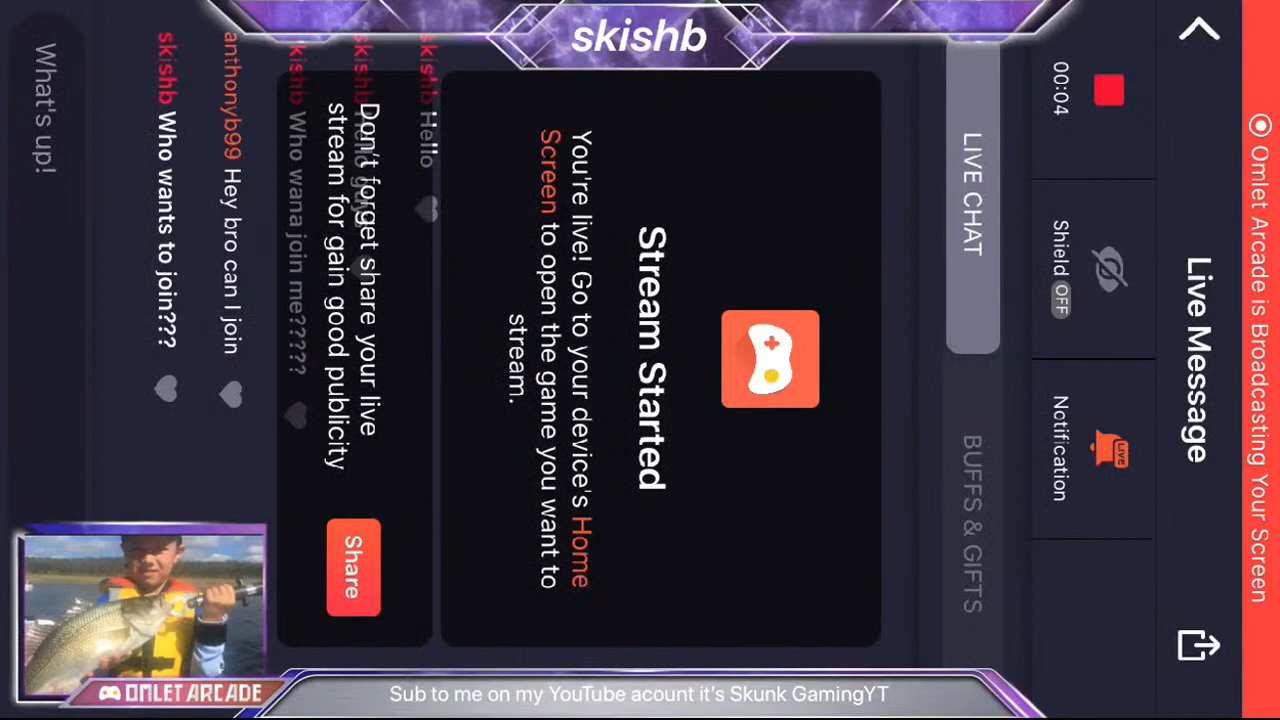 skishb
Omlet Arcade is Broadcasting Your Screen
Live Message
00:04
Shield OFF
LIVE
Notification
LIVE CHAT
BUFFS & GIFTS
Stream Started
You're live! Go to your device's Home
Screen to open the game you want to
stream.
skishb Hello
skishb Hello guys
Don't forget share your live
stream for gain good publicity
Share
skishb Who wana join me?????
anthonyb99 Hey bro can I join
skishb Who wants to join???
What's up!
OMLET ARCADE
Sub to me on my YouTube acount it's Skunk GamingYT